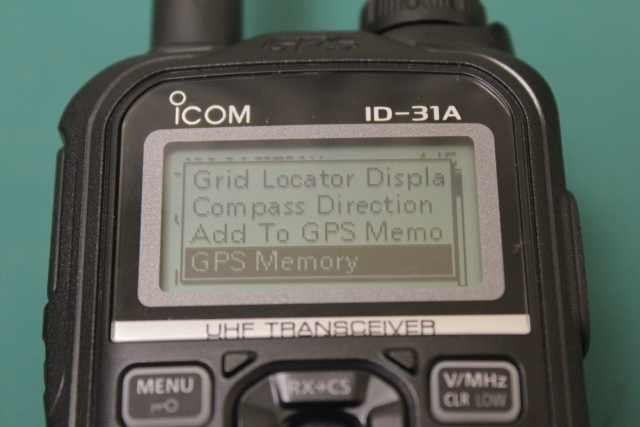 GPS
iCOM
ID-31A
Grid Locator Displa
Compass Direction
Add To GPS Memo
GPS Memory
UHF TRANSCEIVER
MENU
RX→CS
V/MHz
CLR LOW